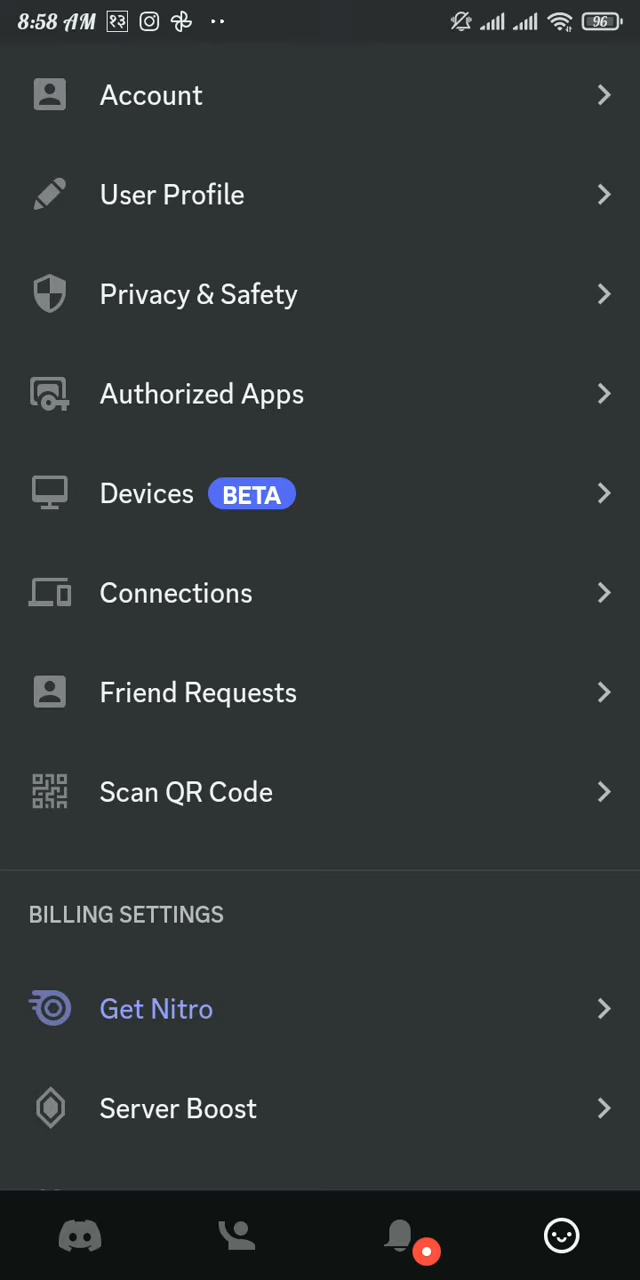 8:58 AM १३ 96
Account
User Profile
Privacy & Safety
Authorized Apps
Devices BETA
Connections
Friend Requests
Scan QR Code
BILLING SETTINGS
Get Nitro
Server Boost